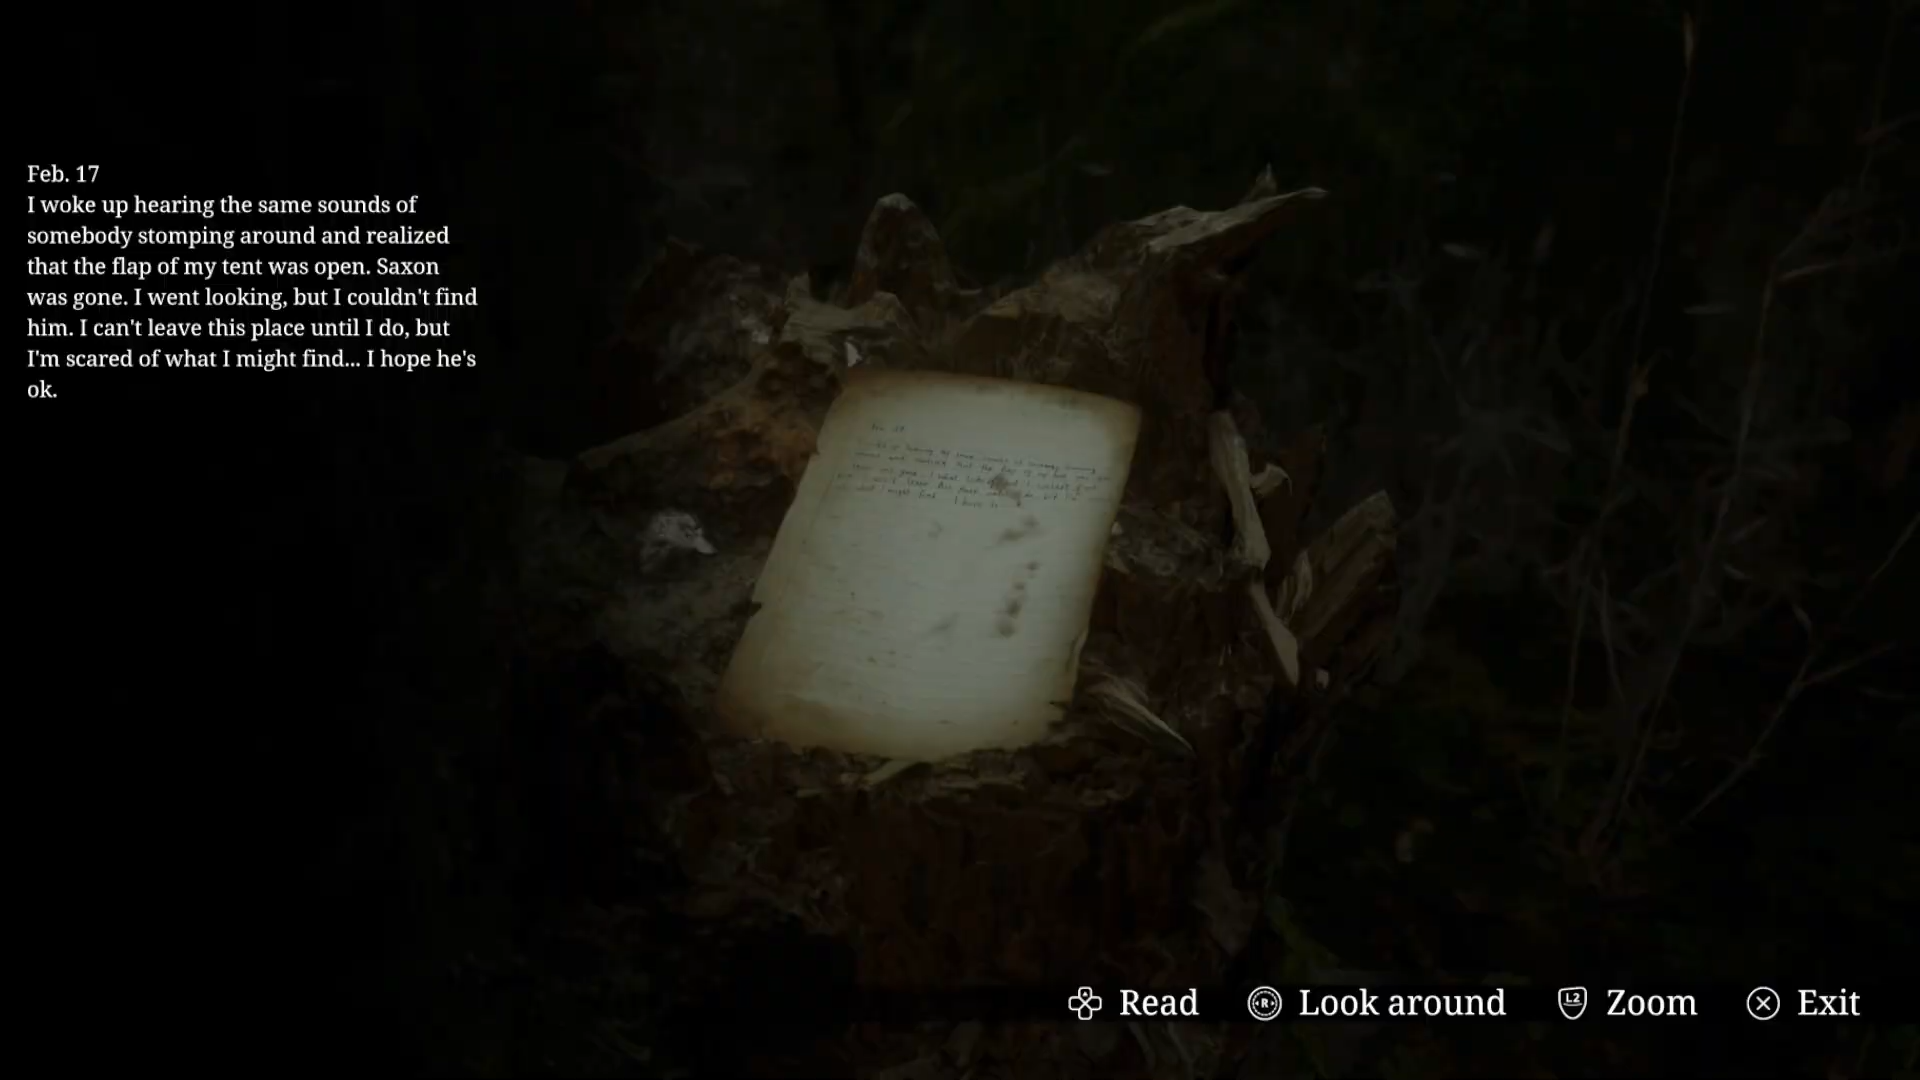 Feb. 17
I woke up hearing the same sounds of
somebody stomping around and realized
that the flap of my tent was open. Saxon
was gone. I went looking, but I couldn't find
him. I can't leave this place until I do, but
I'm scared of what I might find... I hope he's
ok.
Read
R
Look around
L2
Zoom
Exit